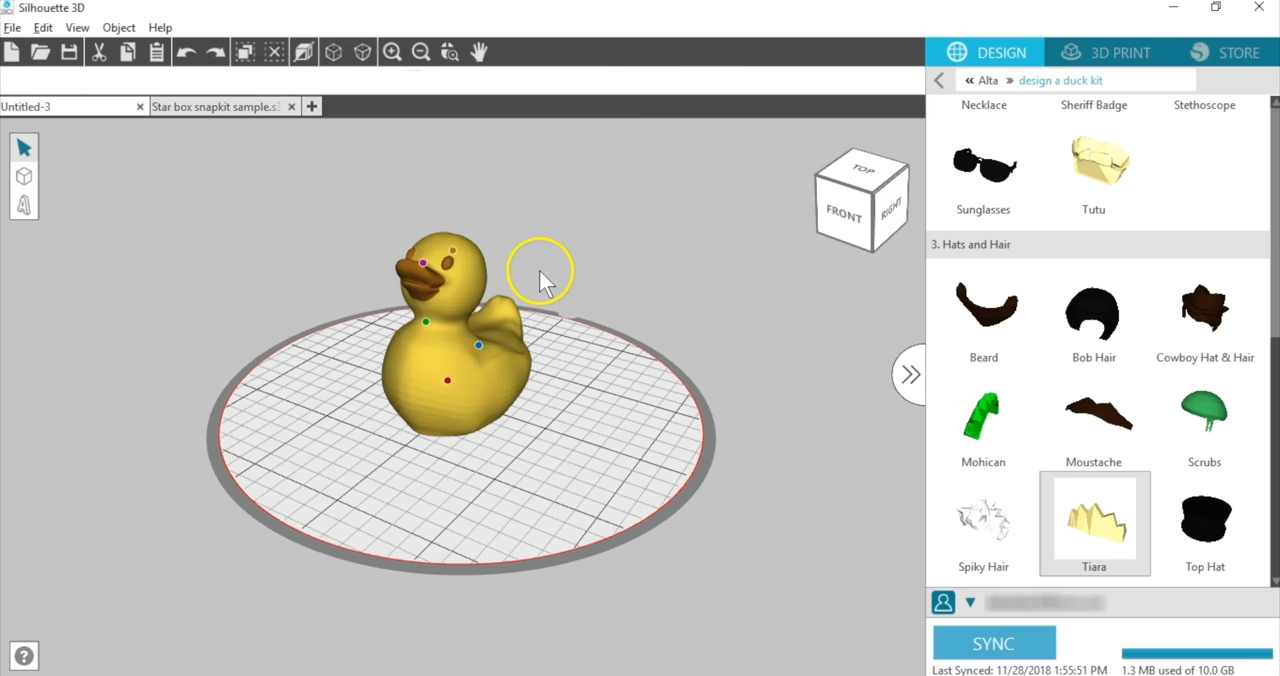 Silhouette 3D
File Edit View Object Help
DESIGN 3D PRINT STORE
« Alta » design a duck kit
Untitled-3 × Star box snapkit sample.s × +
Necklace Sheriff Badge Stethoscope
Sunglasses Tutu
3. Hats and Hair
TOP
FRONT RIGHT
Beard Bob Hair Cowboy Hat & Hair
Mohican Moustache Scrubs
Spiky Hair Tiara Top Hat
SYNC
Last Synced: 11/28/2018 1:55:51 PM 1.3 MB used of 10.0 GB